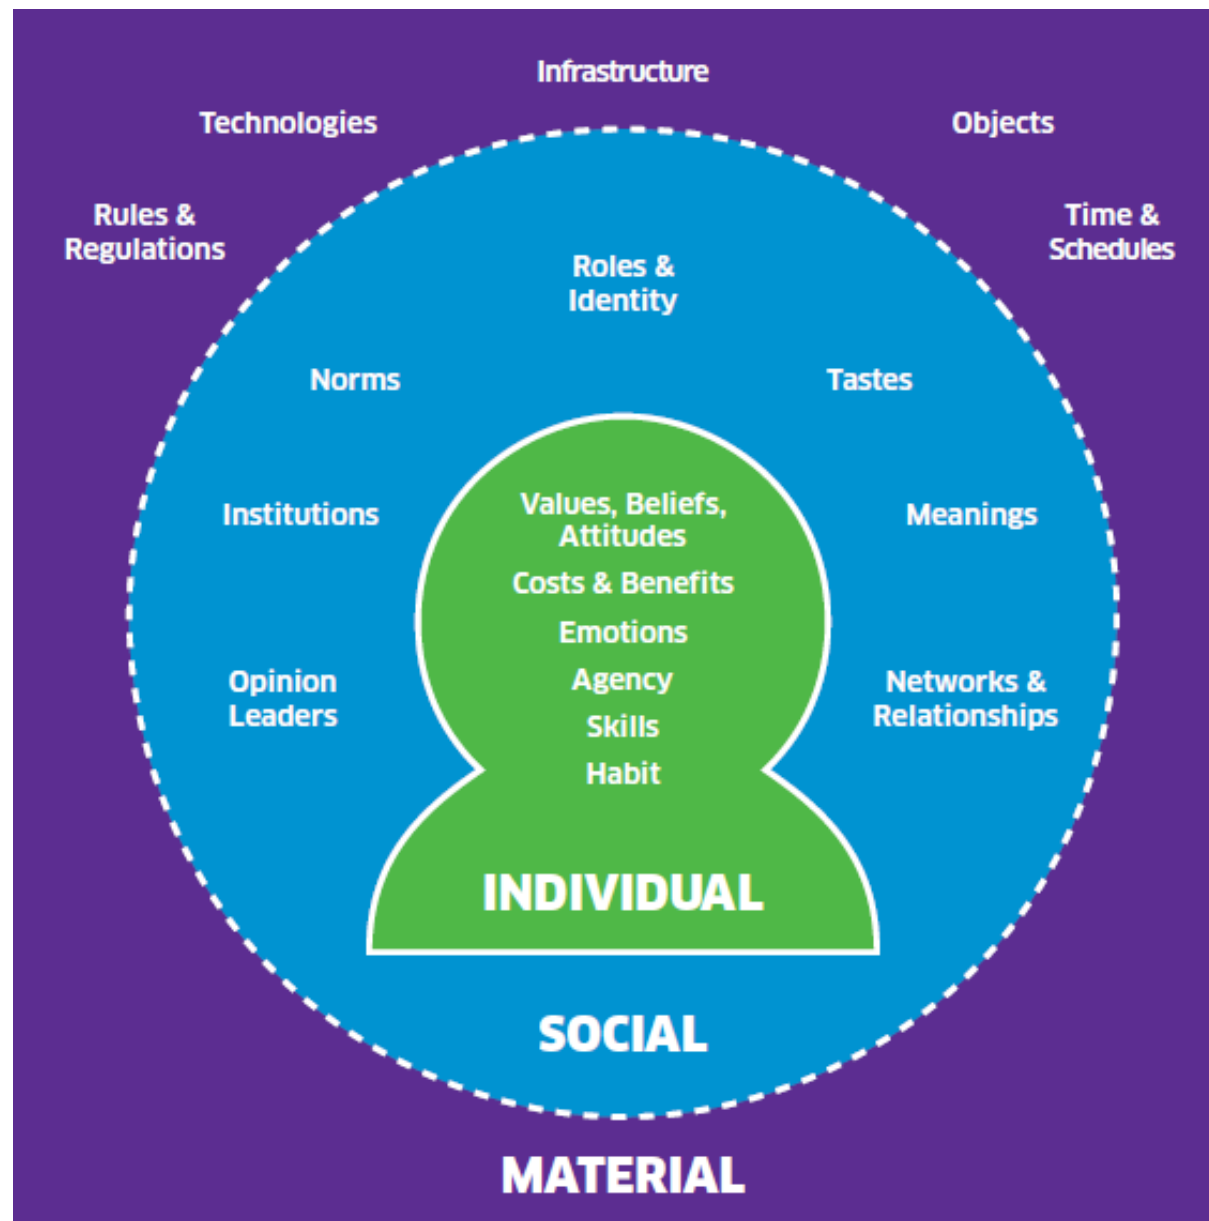 Infrastructure
Technologies
Objects
Rules &
Regulations
Time &
Schedules
Roles &
Identity
Norms
Tastes
Institutions
Meanings
Values, Beliefs,
Attitudes
Costs & Benefits
Emotions
Agency
Skills
Habit
Opinion
Leaders
Networks &
Relationships
INDIVIDUAL
SOCIAL
MATERIAL